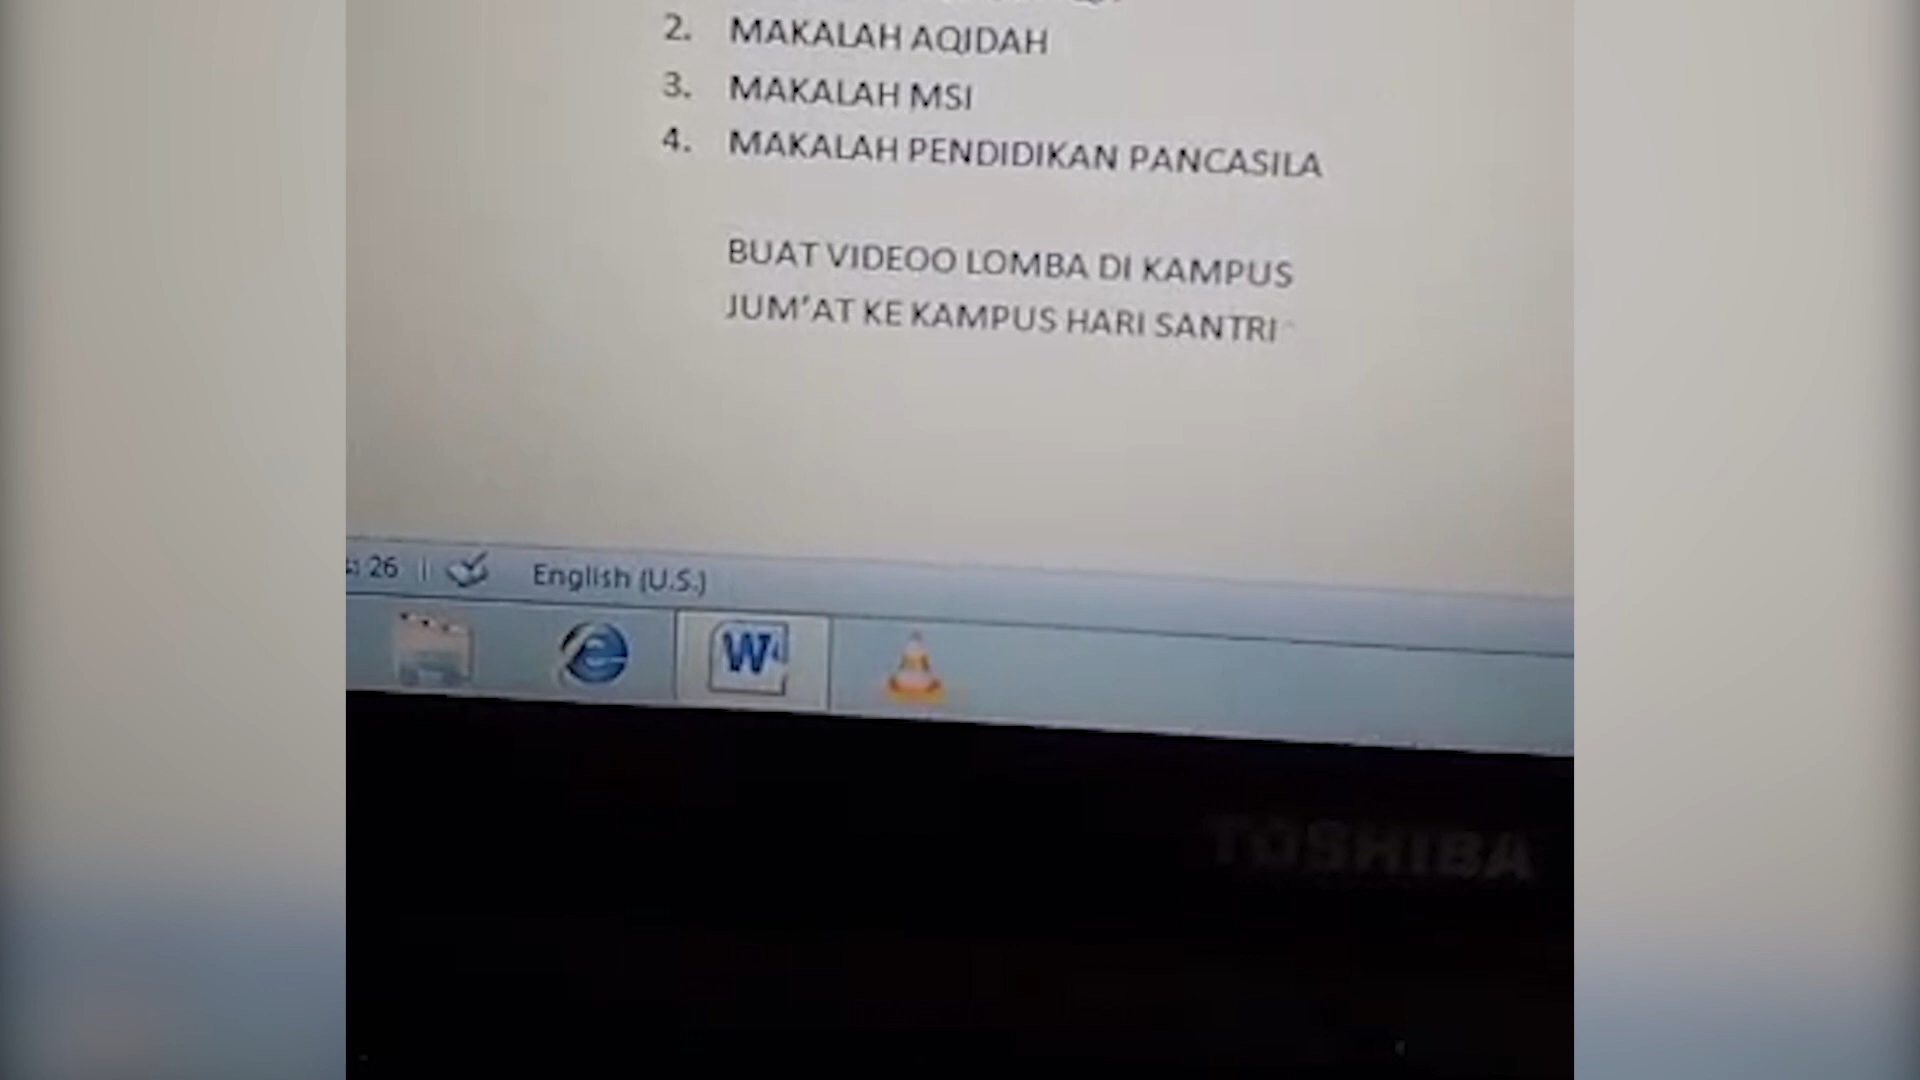 2. MAKALAH AQIDAH
3. MAKALAH MSI
4. MAKALAH PENDIDIKAN PANCASILA
BUAT VIDEOO LOMBA DI KAMPUS
JUM'AT KE KAMPUS HARI SANTRI
: 26
English (U.S.)
W
TOSHIBA